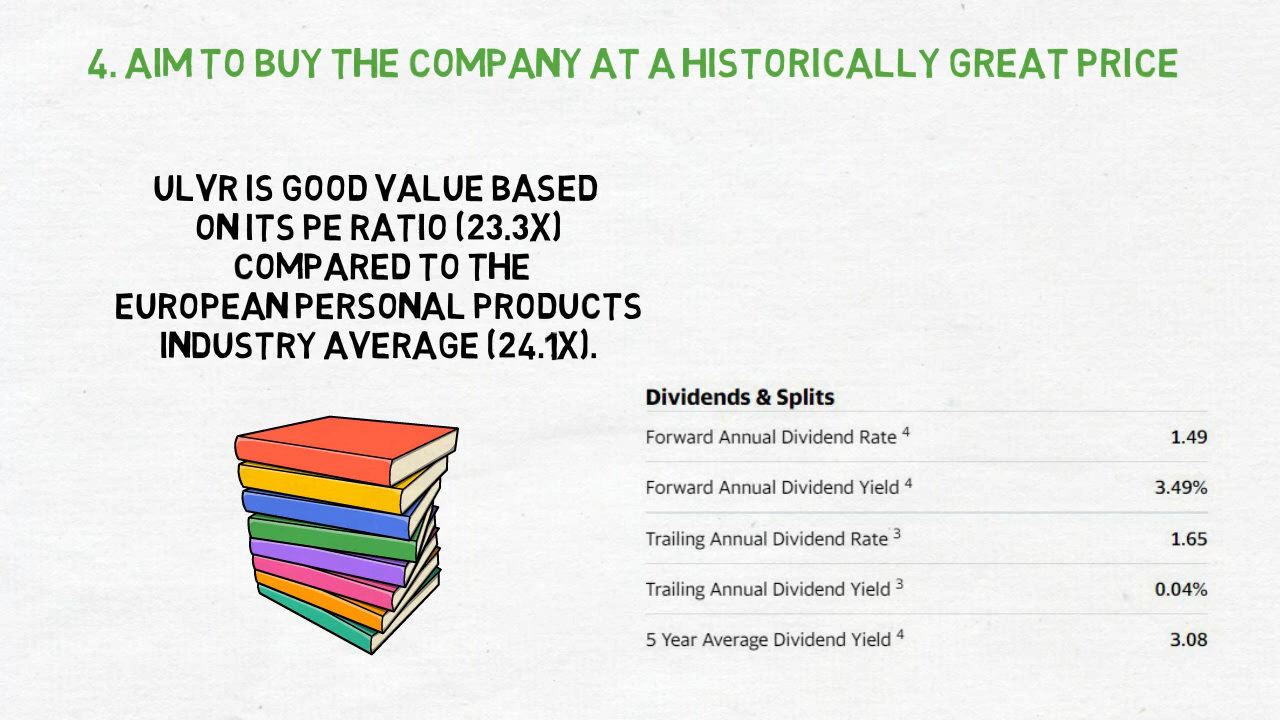 4. AIM TO BUY THE COMPANY AT A HISTORICALLY GREAT PRICE
ULVR IS GOOD VALUE BASED
ON ITS PE RATIO (23.3X)
COMPARED TO THE
EUROPEAN PERSONAL PRODUCTS
INDUSTRY AVERAGE (24.1X).
Dividends & Splits
Forward Annual Dividend Rate 4 1.49
Forward Annual Dividend Yield 4 3.49%
Trailing Annual Dividend Rate 3 1.65
Trailing Annual Dividend Yield 3 0.04%
5 Year Average Dividend Yield 4 3.08